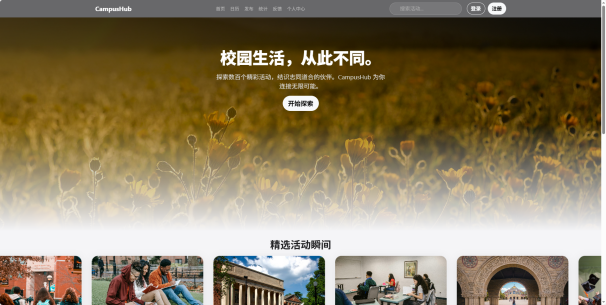 CampusHub
首页 社团 发布 统计 反馈 个人中心
搜索活动...
登录
注册
校园生活，从此不同。
探索数百个精彩活动，结识志同道合的伙伴。CampusHub 为你
连接无限可能。
开始探索
精选活动瞬间